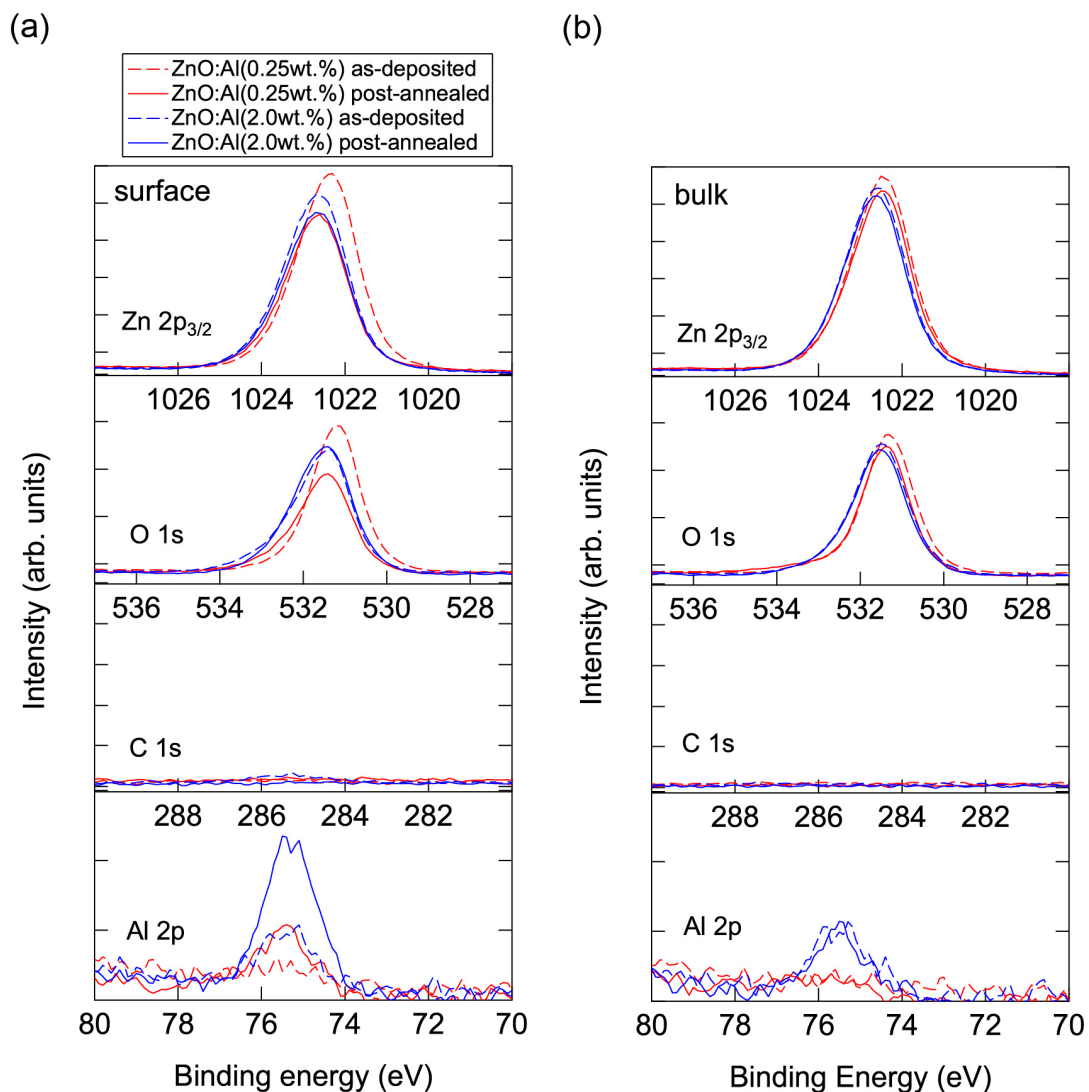 (a)
ZnO:Al(0.25wt.%) as-deposited
ZnO:Al(0.25wt.%) post-annealed
ZnO:Al(2.0wt.%) as-deposited
ZnO:Al(2.0wt.%) post-annealed
surface
Zn 2p3/2
1026 1024 1022 1020
O 1s
536 534 532 530 528
C 1s
288 286 284 282
Al 2p
80 78 76 74 72 70
Binding energy (eV)
Intensity (arb. units)
(b)
bulk
Zn 2p3/2
1026 1024 1022 1020
O 1s
536 534 532 530 528
C 1s
288 286 284 282
Al 2p
80 78 76 74 72 70
Binding Energy (eV)
Intensity (arb. units)